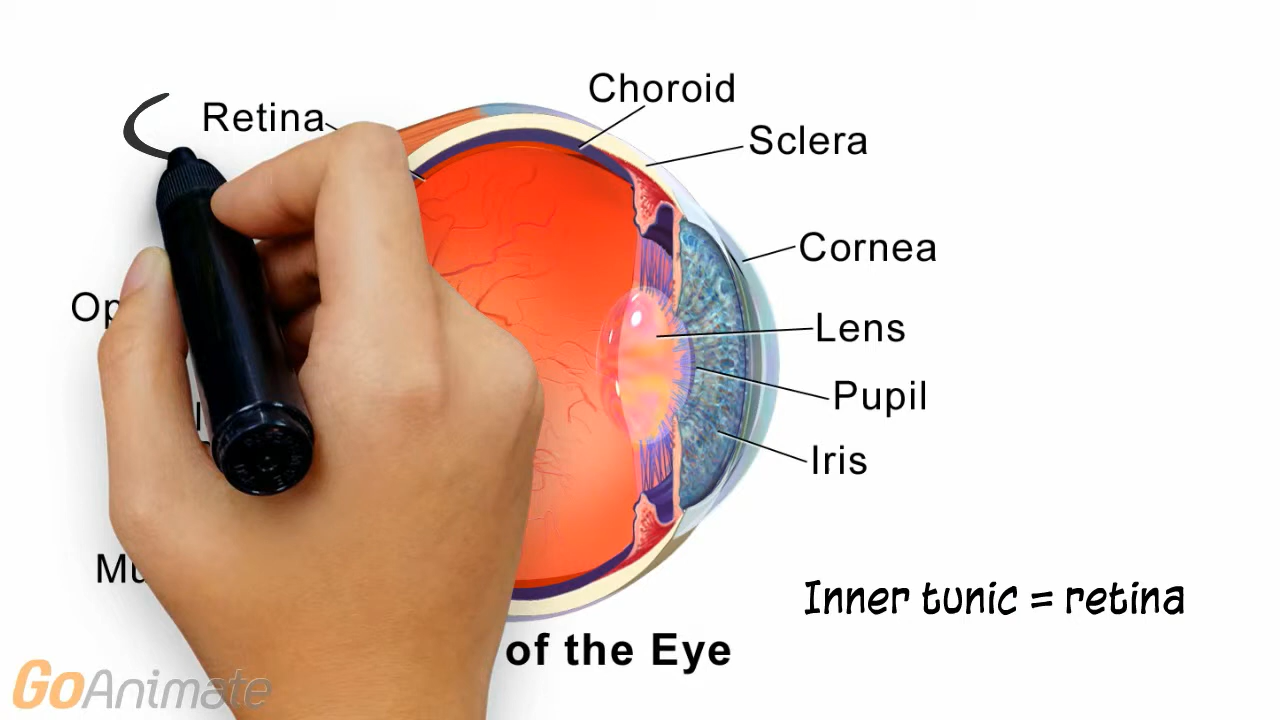 Choroid
Retina
Sclera
Cornea
Lens
Pupil
Iris
Inner tunic = retina
of the Eye
GoAnimate